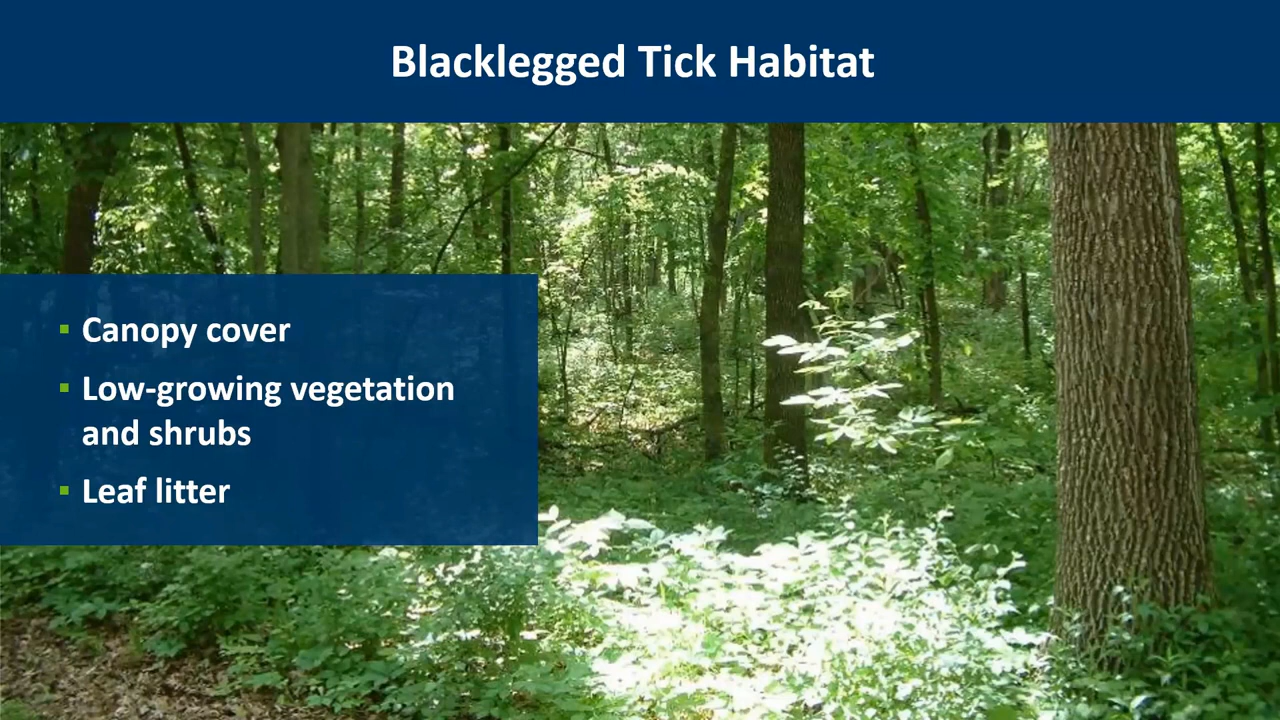 Blacklegged Tick Habitat
▪ Canopy cover
▪ Low-growing vegetation
and shrubs
▪ Leaf litter